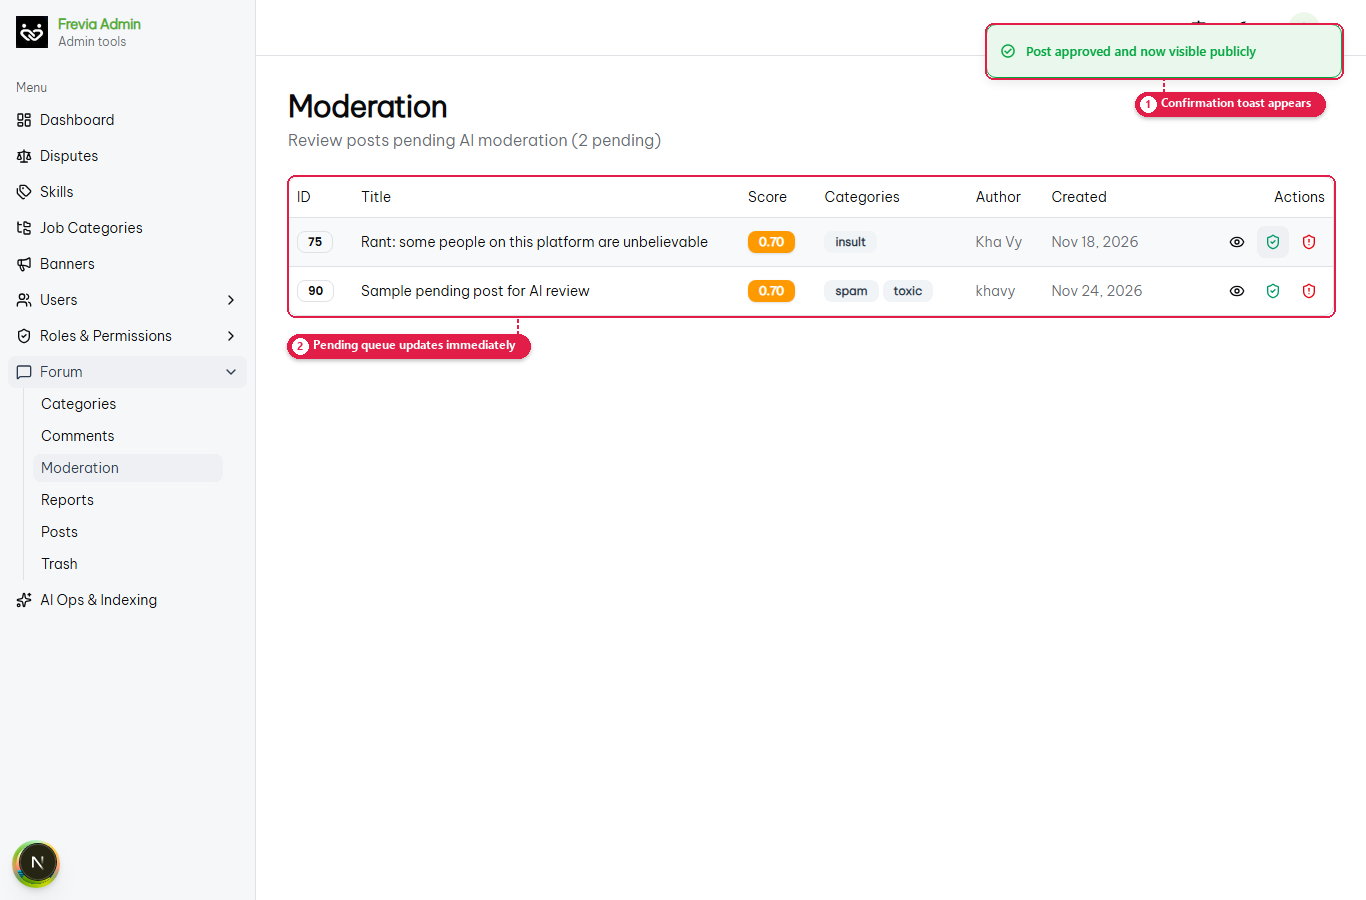 Frevia Admin
Admin tools
Menu
Dashboard
Disputes
Skills
Job Categories
Banners
Users
Roles & Permissions
Forum
Categories
Comments
Moderation
Reports
Posts
Trash
AI Ops & Indexing
N
Post approved and now visible publicly
1 Confirmation toast appears
Moderation
Review posts pending AI moderation (2 pending)
ID Title Score Categories Author Created Actions
75 Rant: some people on this platform are unbelievable 0.70 insult Kha Vy Nov 18, 2026
90 Sample pending post for AI review 0.70 spam toxic khavy Nov 24, 2026
2 Pending queue updates immediately